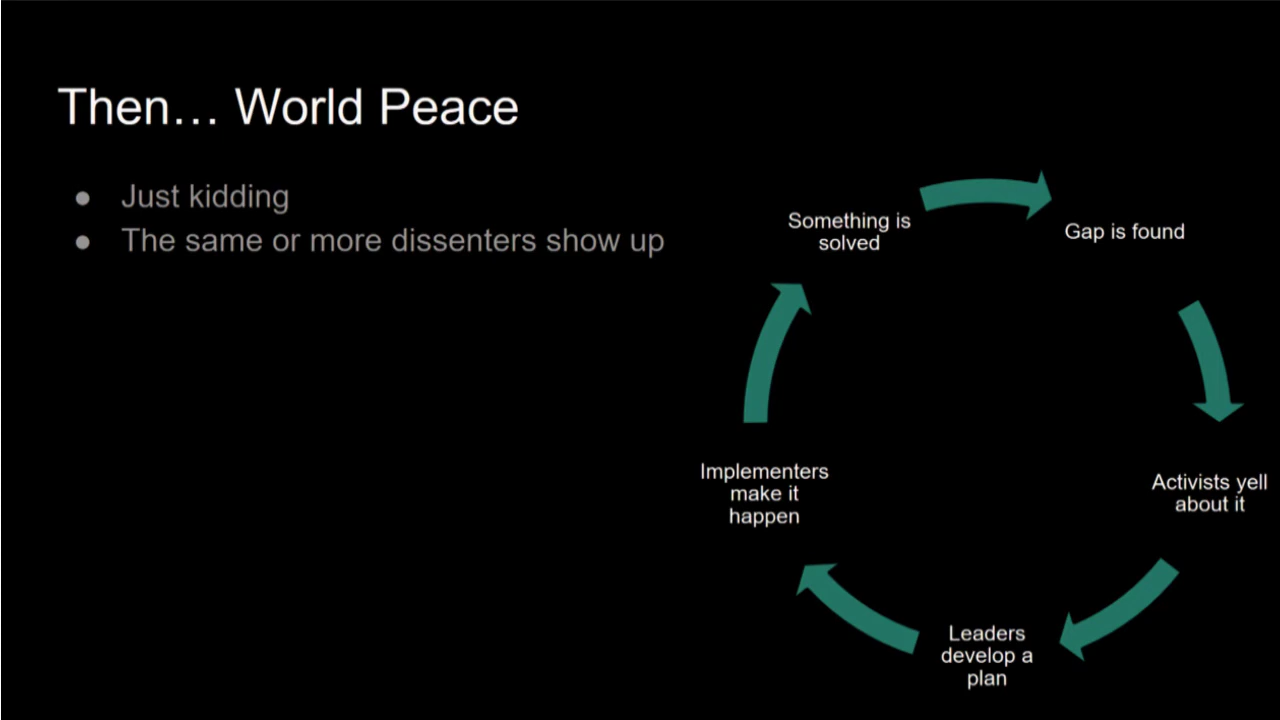 Then… World Peace
● Just kidding
● The same or more dissenters show up
Something is
solved
Gap is found
Activists yell
about it
Leaders
develop a
plan
Implementers
make it
happen